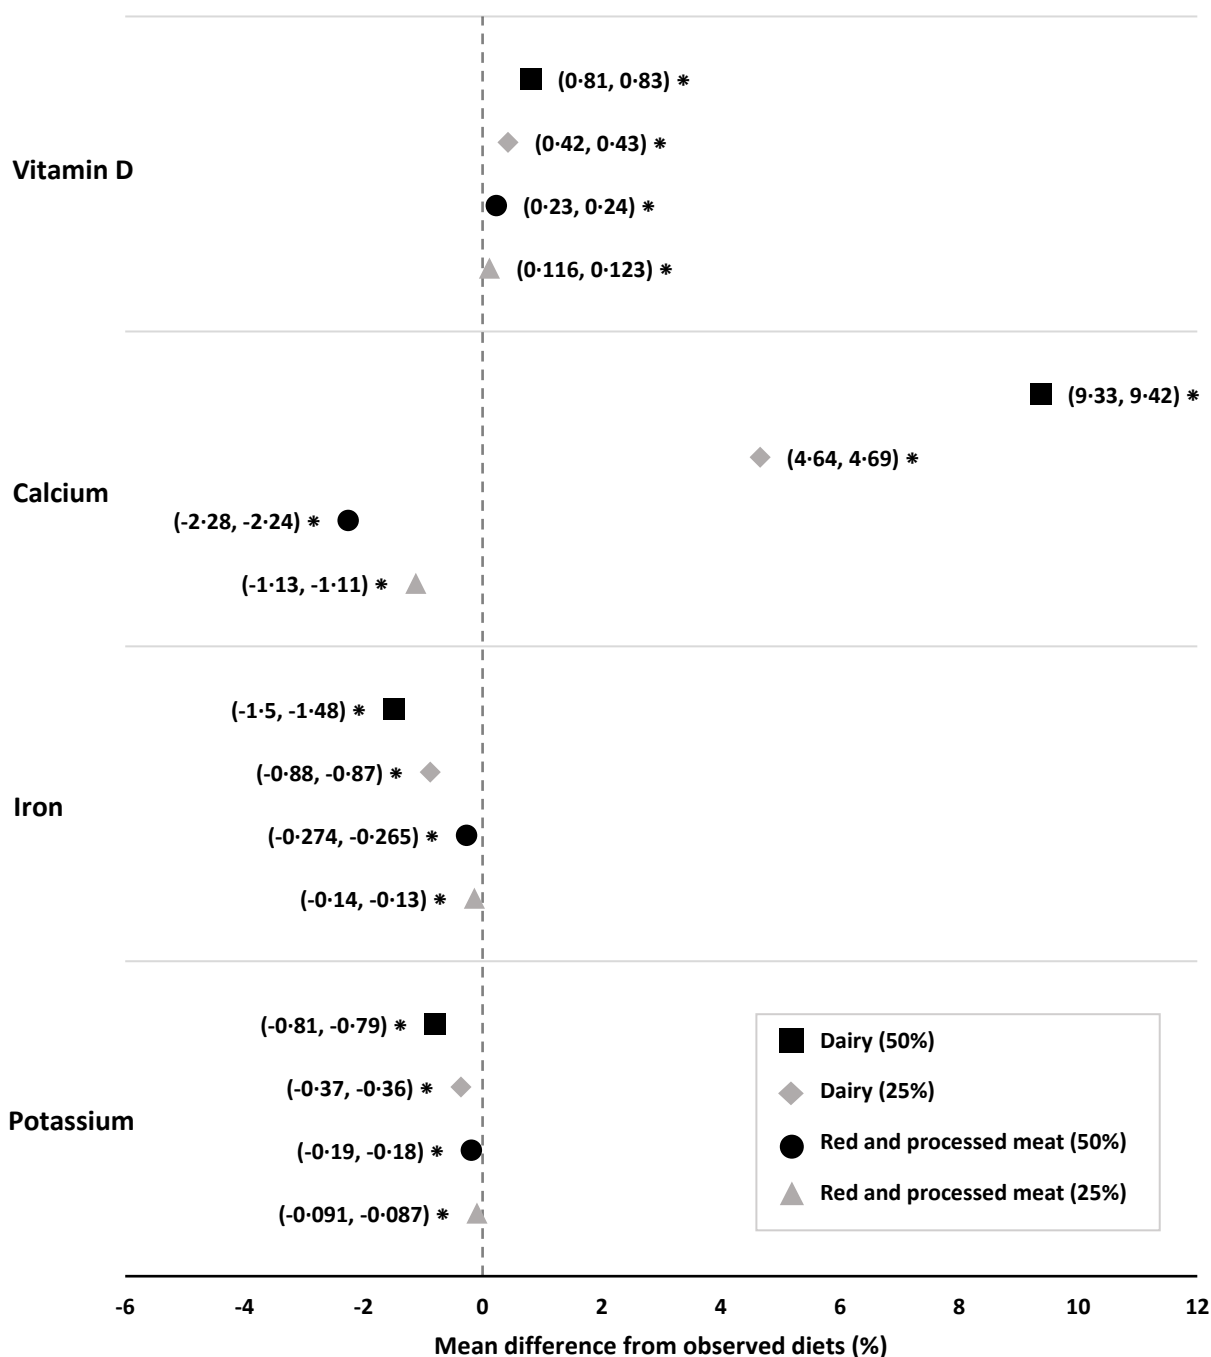 (0·81, 0·83) *
(0·42, 0·43) *
Vitamin D
(0·23, 0·24) *
(0·116, 0·123) *
(9·33, 9·42) *
(4·64, 4·69) *
Calcium
(-2·28, -2·24) *
(-1·13, -1·11) *
(-1·5, -1·48) *
(-0·88, -0·87) *
Iron
(-0·274, -0·265) *
(-0·14, -0·13) *
(-0·81, -0·79) *
(-0·37, -0·36) *
Potassium
(-0·19, -0·18) *
(-0·091, -0·087) *
Dairy (50%)
Dairy (25%)
Red and processed meat (50%)
Red and processed meat (25%)
-6 -4 -2 0 2 4 6 8 10 12
Mean difference from observed diets (%)